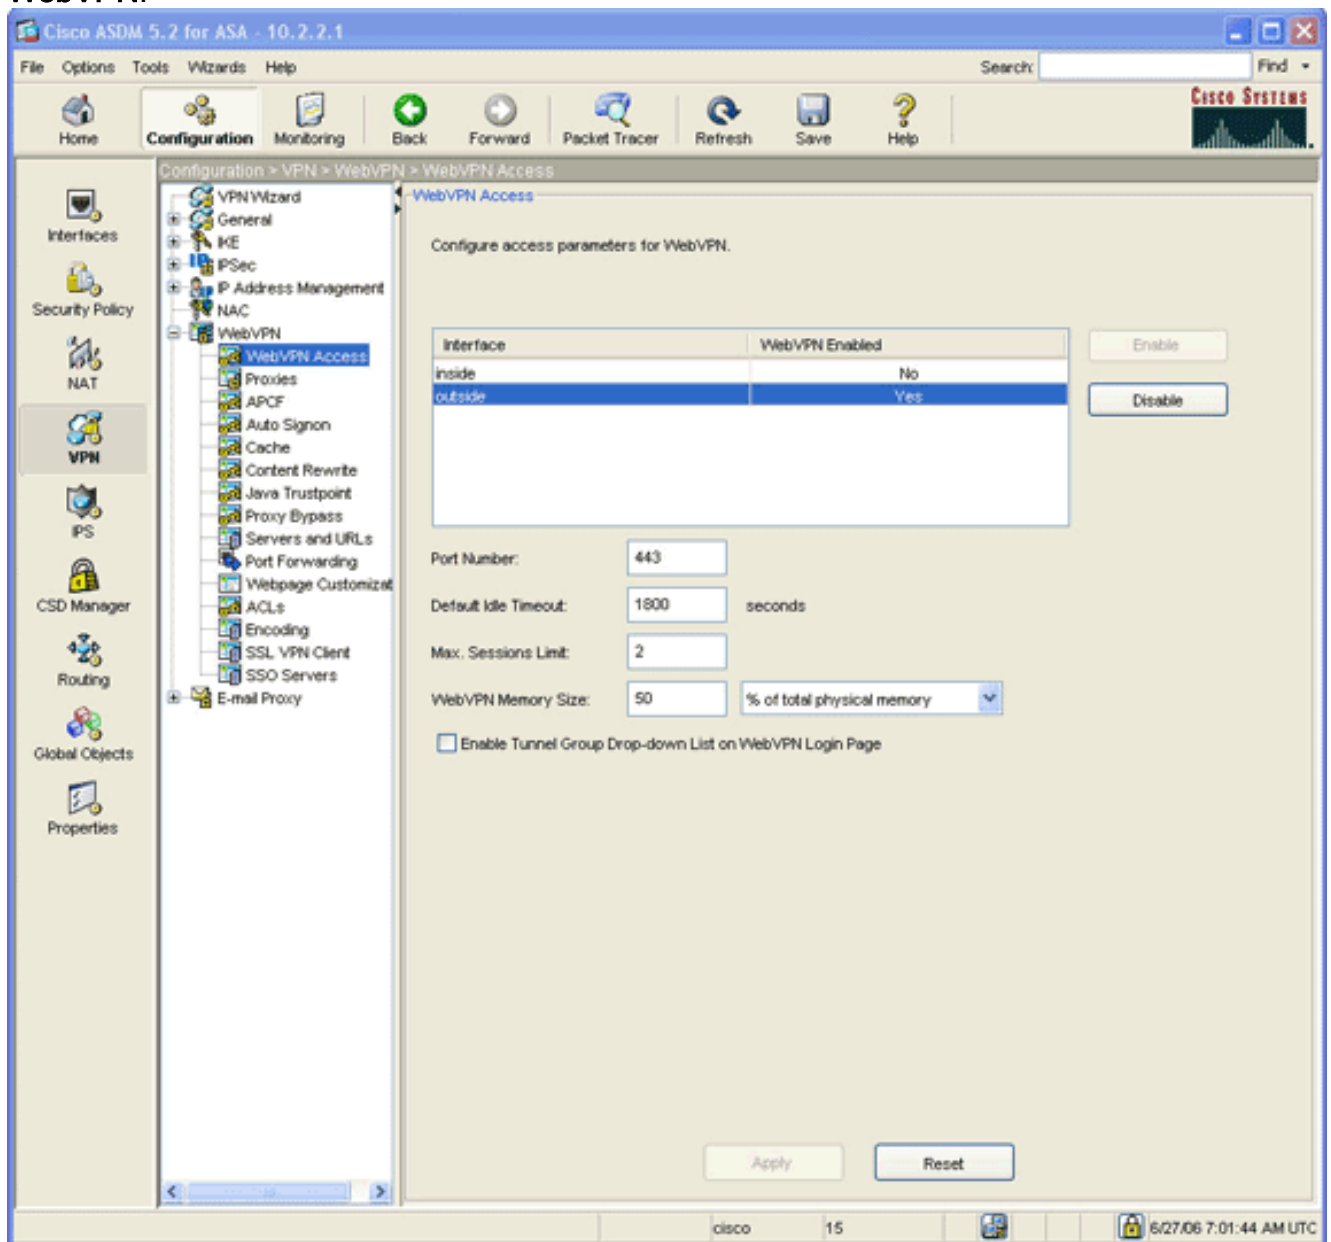 WebVPN.
Cisco ASDM 5.2 for ASA - 10.2.2.1
File Options Tools Wizards Help Search: Find
Home Configuration Monitoring Back Forward Packet Tracer Refresh Save Help
CISCO SYSTEMS
Configuration > VPN > WebVPN > WebVPN Access
Interfaces
Security Policy
NAT
VPN
IPS
CSD Manager
Routing
Global Objects
Properties
VPN Wizard
General
IKE
IPSec
IP Address Management
NAC
WebVPN
WebVPN Access
Proxies
APCF
Auto Signon
Cache
Content Rewrite
Java Trustpoint
Proxy Bypass
Servers and URLs
Port Forwarding
Webpage Customizat
ACLs
Encoding
SSL VPN Client
SSO Servers
E-mail Proxy
WebVPN Access
Configure access parameters for WebVPN.
Interface WebVPN Enabled
inside No
outside Yes
Enable
Disable
Port Number: 443
Default Idle Timeout: 1800 seconds
Max. Sessions Limit: 2
WebVPN Memory Size: 50 % of total physical memory
Enable Tunnel Group Drop-down List on WebVPN Login Page
Apply Reset
cisco 15 6/27/06 7:01:44 AM UTC